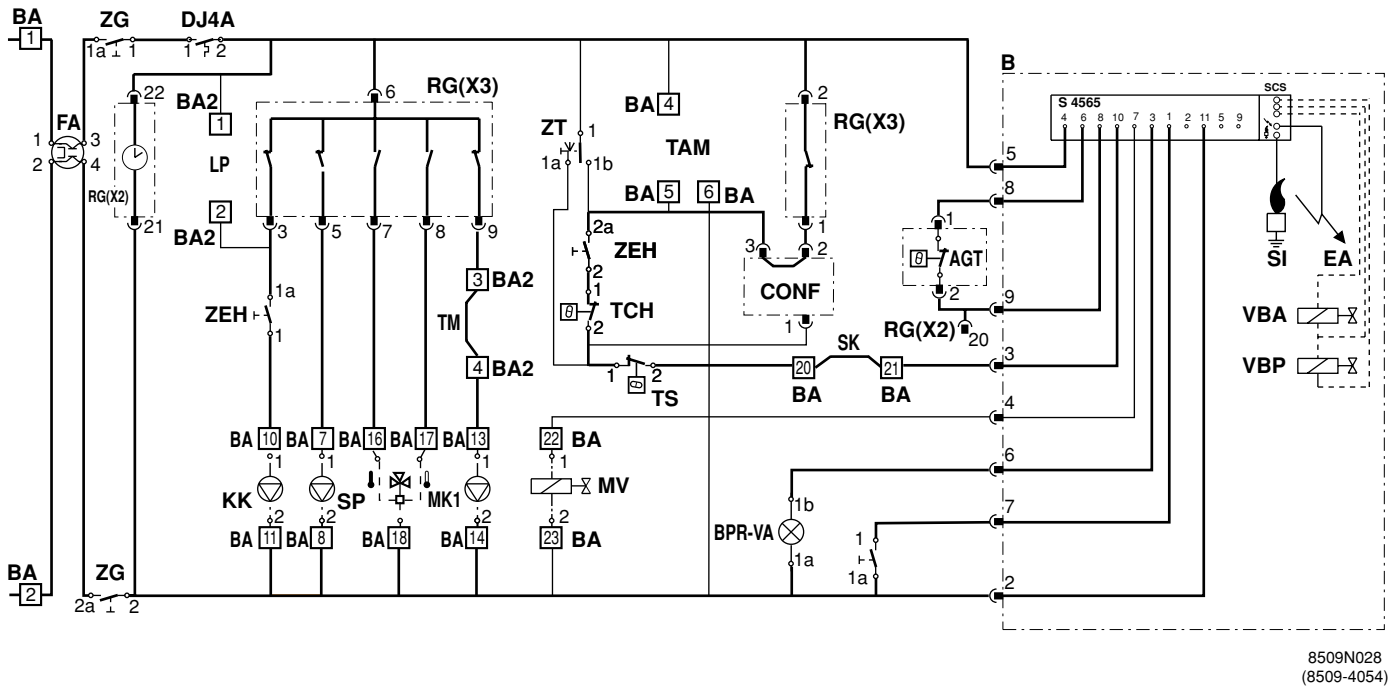 BA ZG DJ4A
1 1a 1 1 2
B
22 BA2 6 RG(X3) BA 4 2 SCS
S 4565
4 6 8 10 7 3 1 2 11 5 9
FA 1 ZT 1 TAM RG(X3)
1 3 LP 1a 1b 5
2 4 BA 5 6 BA 8
RG(X2)
2 21 3 5 7 8 9 2a 3 1 2 1
BA2 ZEH θ AGT SI EA
3 BA2 2 CONF
1a 1 2 9 VBA
ZEH TM θ TCH RG(X2) 20
1 2 1 SK 3 VBP
4 BA2 1 2 20 21
θ TS BA BA
4
BA 10 BA 7 BA 16 BA 17 BA 13 22 BA
1 1 1 1 6
KK SP MK1 MV 1b 7
2 2 2 2 BPR-VA 1
BA 11 BA 8 BA 18 BA 14 23 BA 1a 1a
BA ZG
2 2a 2 2
8509N028
(8509-4054)